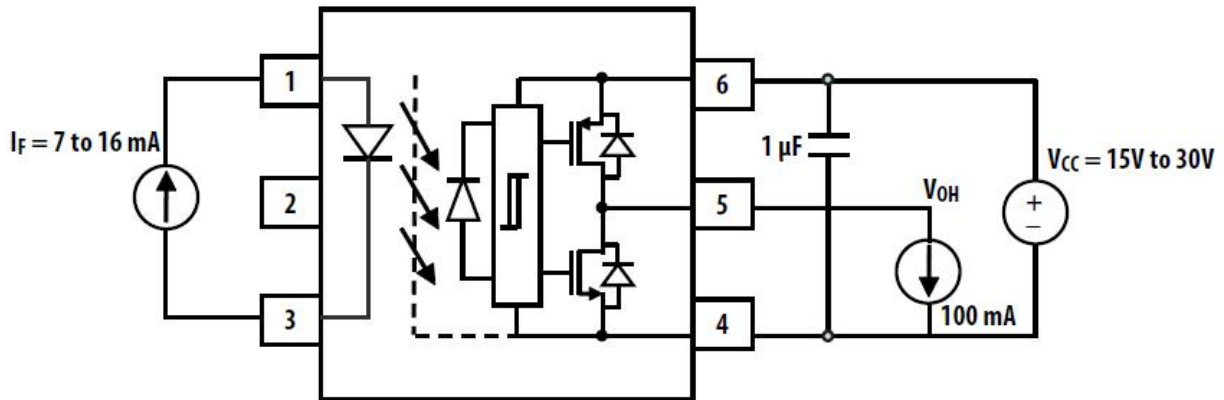 1
I_F = 7 to 16 mA
2
3
6
1 µF
V_CC = 15V to 30V
5
V_OH
+
−
4
100 mA